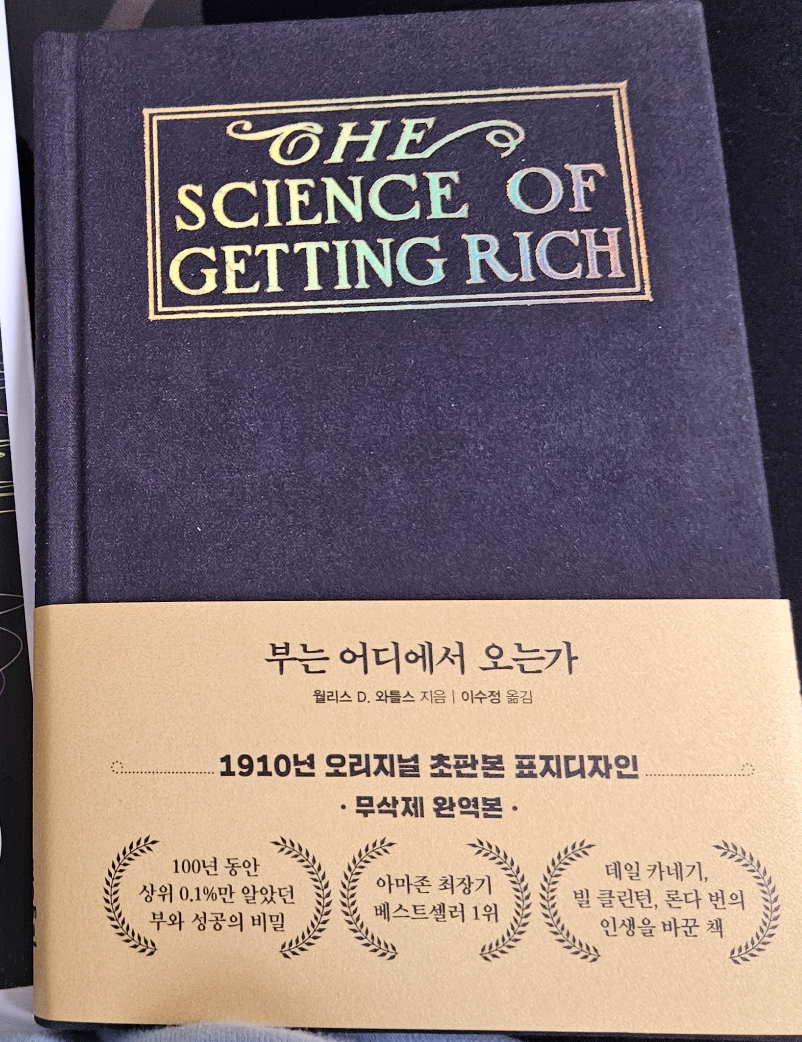 THE
SCIENCE OF
GETTING RICH
부는 어디에서 오는가
월리스 D. 와틀스 지음 | 이수정 옮김
1910년 오리지널 초판본 표지디자인
· 무삭제 완역본 ·
100년 동안
상위 0.1%만 알았던
부와 성공의 비밀
아마존 최장기
베스트셀러 1위
데일 카네기,
빌 클린턴, 론다 번의
인생을 바꾼 책